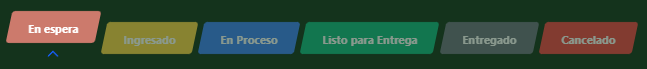 En espera
Ingresado
En Proceso
Listo para Entrega
Entregado
Cancelado